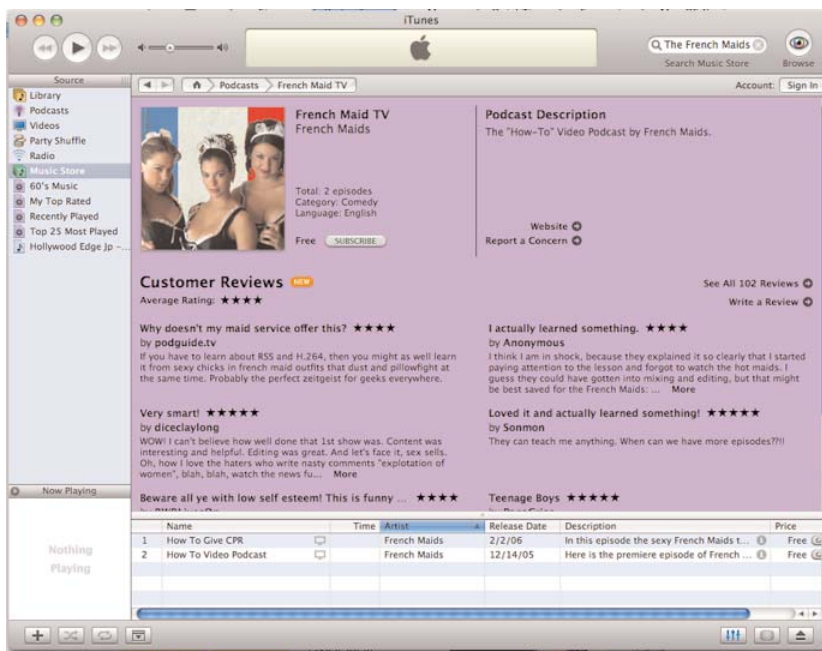 iTunes
The French Maids
Search Music Store
Browse
Source
Library
Podcasts
Videos
Party Shuffle
Radio
Music Store
60's Music
My Top Rated
Recently Played
Top 25 Most Played
Hollywood Edge Jp -...
Podcasts
French Maid TV
Account:
Sign In
French Maid TV
French Maids
Total: 2 episodes
Category: Comedy
Language: English
Free SUBSCRIBE
Podcast Description
The "How-To" Video Podcast by French Maids.
Website
Report a Concern
Customer Reviews NEW
Average Rating: ★★★★
See All 102 Reviews
Write a Review
Why doesn't my maid service offer this? ★★★★
by podguide.tv
If you have to learn about RSS and H.264, then you might as well learn
it from sexy chicks in french maid outfits that dust and pillowfight at
the same time. Probably the perfect zeitgeist for geeks everywhere.
I actually learned something. ★★★★
by Anonymous
I think I am in shock, because they explained it so clearly that I started
paying attention to the lesson and forgot to watch the hot maids. I
guess they could have gotten into mixing and editing, but that might
be best saved for the French Maids: ... More
Very smart! ★★★★★
by diceclaylong
WOW! I can't believe how well done that 1st show was. Content was
interesting and helpful. Editing was great. And let's face it, sex sells.
Oh, how I love the haters who write nasty comments "explotation of
women", blah, blah, watch the news fu... More
Loved it and actually learned something! ★★★★★
by Sonmon
They can teach me anything. When can we have more episodes??!!
Beware all ye with low self esteem! This is funny ... ★★★★
Teenage Boys ★★★★★
Now Playing
Nothing
Playing
Name Time Artist Release Date Description Price
1 How To Give CPR French Maids 2/2/06 In this episode the sexy French Maids t... Free
2 How To Video Podcast French Maids 12/14/05 Here is the premiere episode of French ... Free